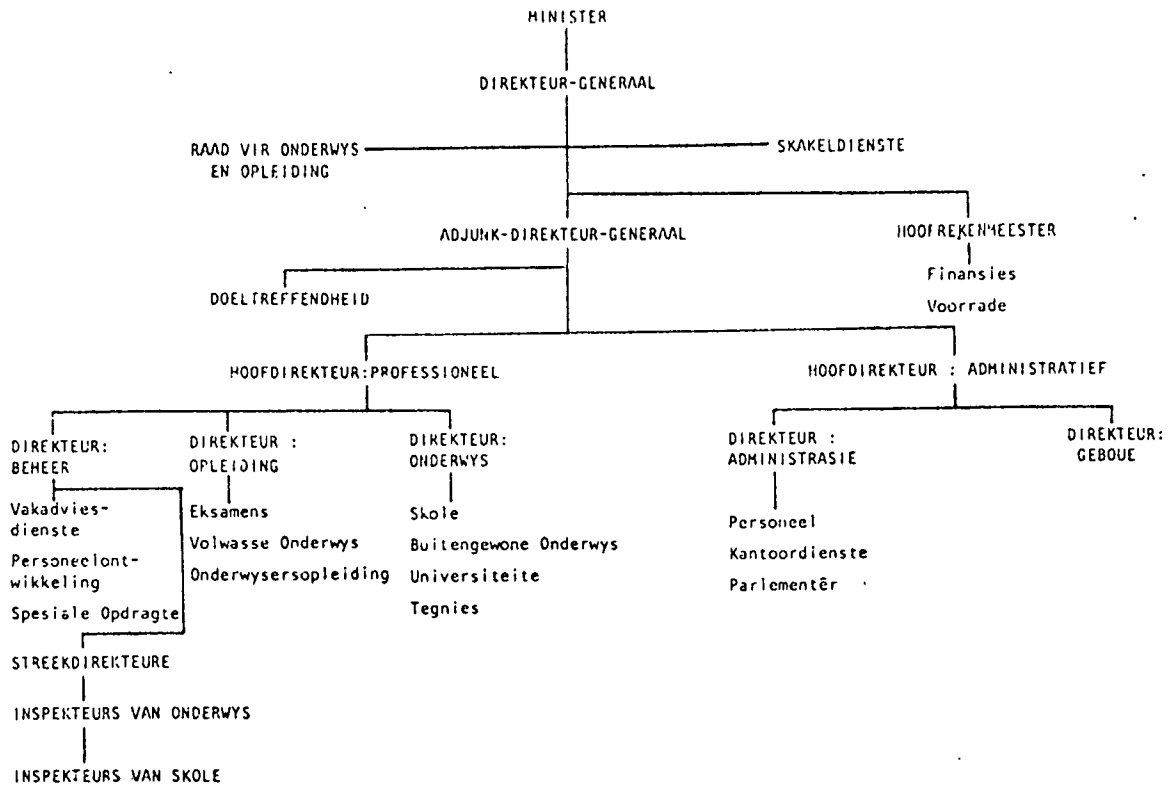 MINISTER
DIREKTEUR-GENERAAL
RAAD VIR ONDERWYS
EN OPLEIDING
SKAKELDIENSTE
ADJUNK-DIREKTEUR-GENERAAL
HOOFREKENMEESTER
Finansies
Voorrade
DOELTREFFENDHEID
HOOFDIREKTEUR:PROFESSIONEEL
HOOFDIREKTEUR : ADMINISTRATIEF
DIREKTEUR:
BEHEER
Vakadvies-
dienste
Personeelont-
wikkeling
Spesiale Opdragte
DIREKTEUR :
OPLEIDING
Eksamens
Volwasse Onderwys
Onderwysersopleiding
DIREKTEUR:
ONDERWYS
Skole
Buitengewone Onderwys
Universiteite
Tegnies
DIREKTEUR :
ADMINISTRASIE
Personeel
Kantoordienste
Parlementêr
DIREKTEUR:
GEBOUE
STREEKDIREKTEURE
INSPEKTEURS VAN ONDERWYS
INSPEKTEURS VAN SKOLE